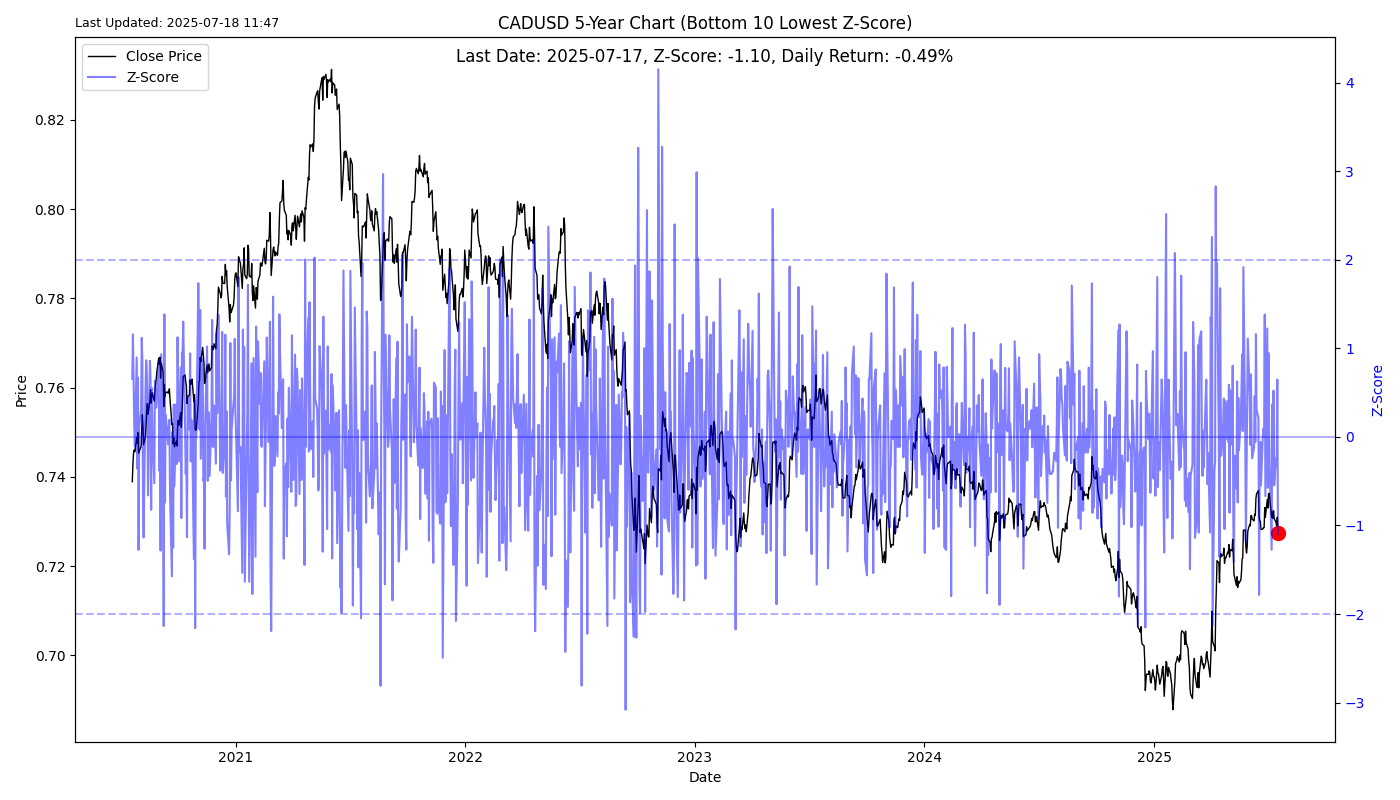 Last Updated: 2025-07-18 11:47
CADUSD 5-Year Chart (Bottom 10 Lowest Z-Score)
Last Date: 2025-07-17, Z-Score: -1.10, Daily Return: -0.49%
Close Price
Z-Score
Price
0.82
0.80
0.78
0.76
0.74
0.72
0.70
4
3
2
1
0
−1
−2
−3
Z-Score
2021
2022
2023
2024
2025
Date